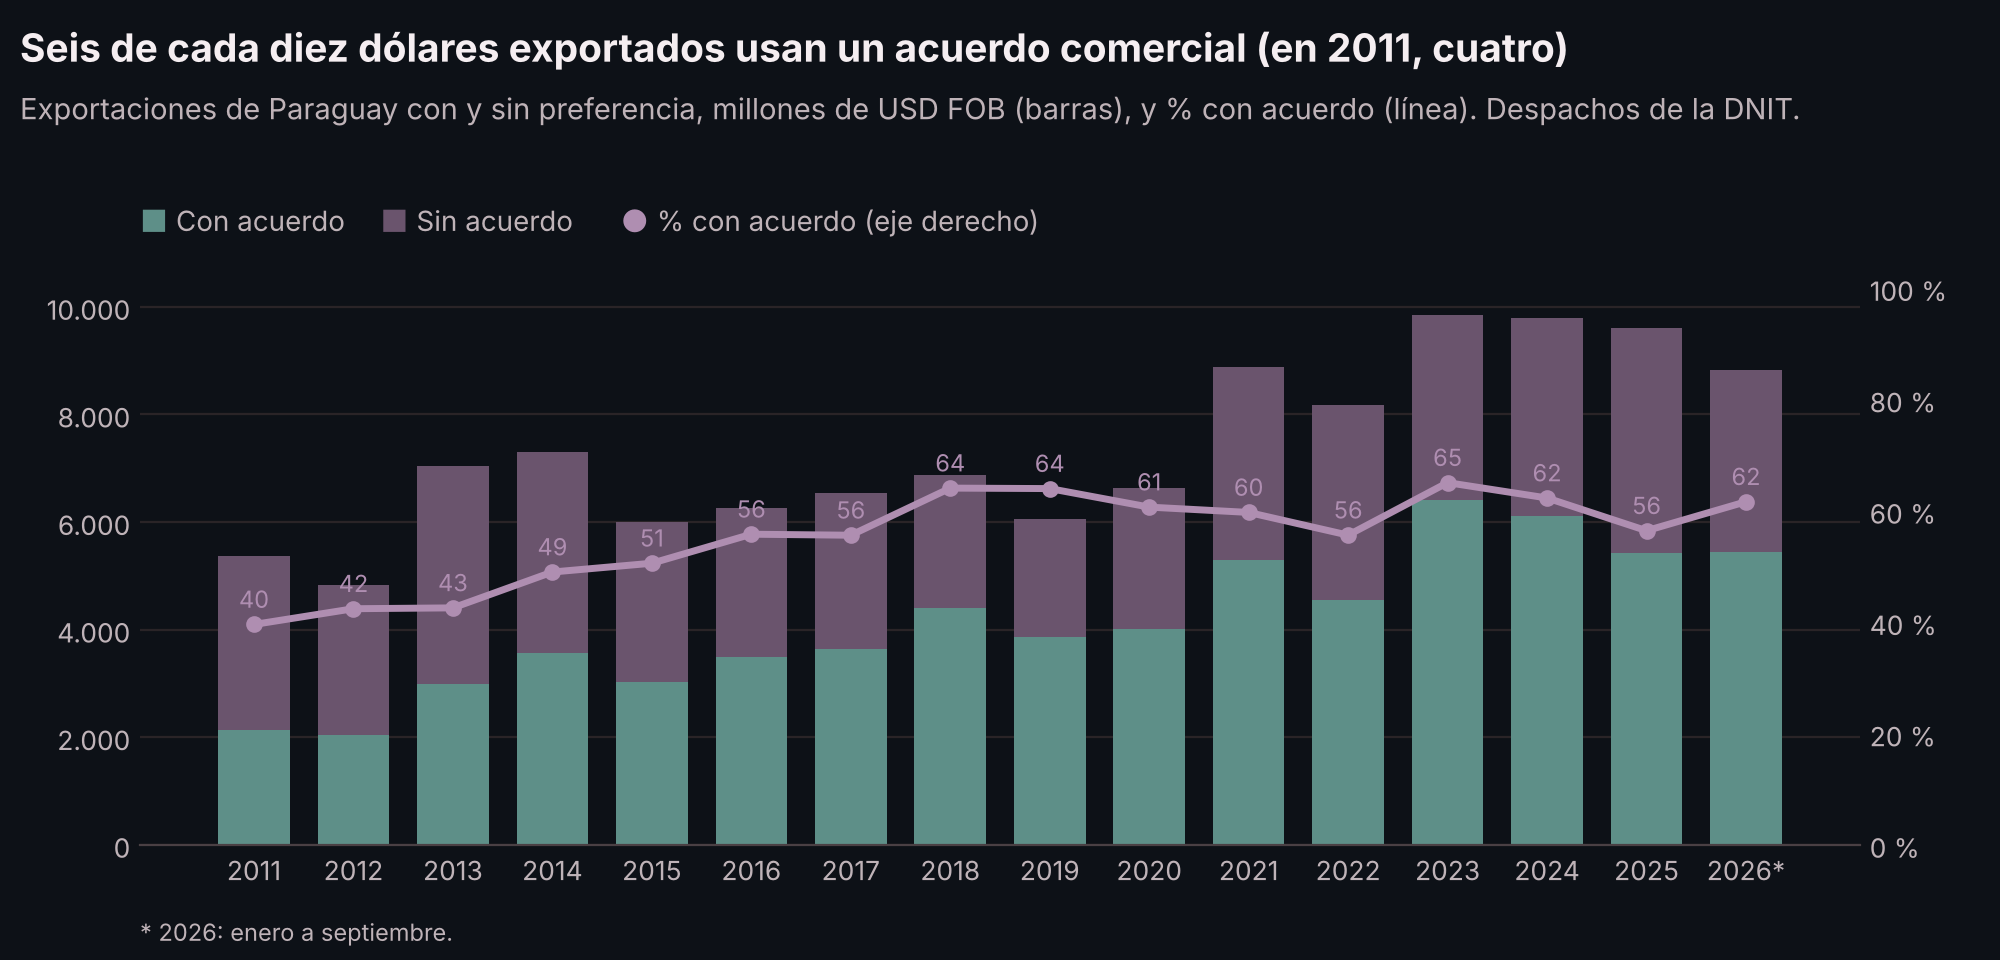 Seis de cada diez dólares exportados usan un acuerdo comercial (en 2011, cuatro)
Exportaciones de Paraguay con y sin preferencia, millones de USD FOB (barras), y % con acuerdo (línea). Despachos de la DNIT.
Con acuerdo Sin acuerdo % con acuerdo (eje derecho)
10.000 100 %
8.000 80 %
6.000 60 %
4.000 40 %
2.000 20 %
0 0 %
40 42 43 49 51 56 56 64 64 61 60 56 65 62 56 62
2011 2012 2013 2014 2015 2016 2017 2018 2019 2020 2021 2022 2023 2024 2025 2026*
* 2026: enero a septiembre.